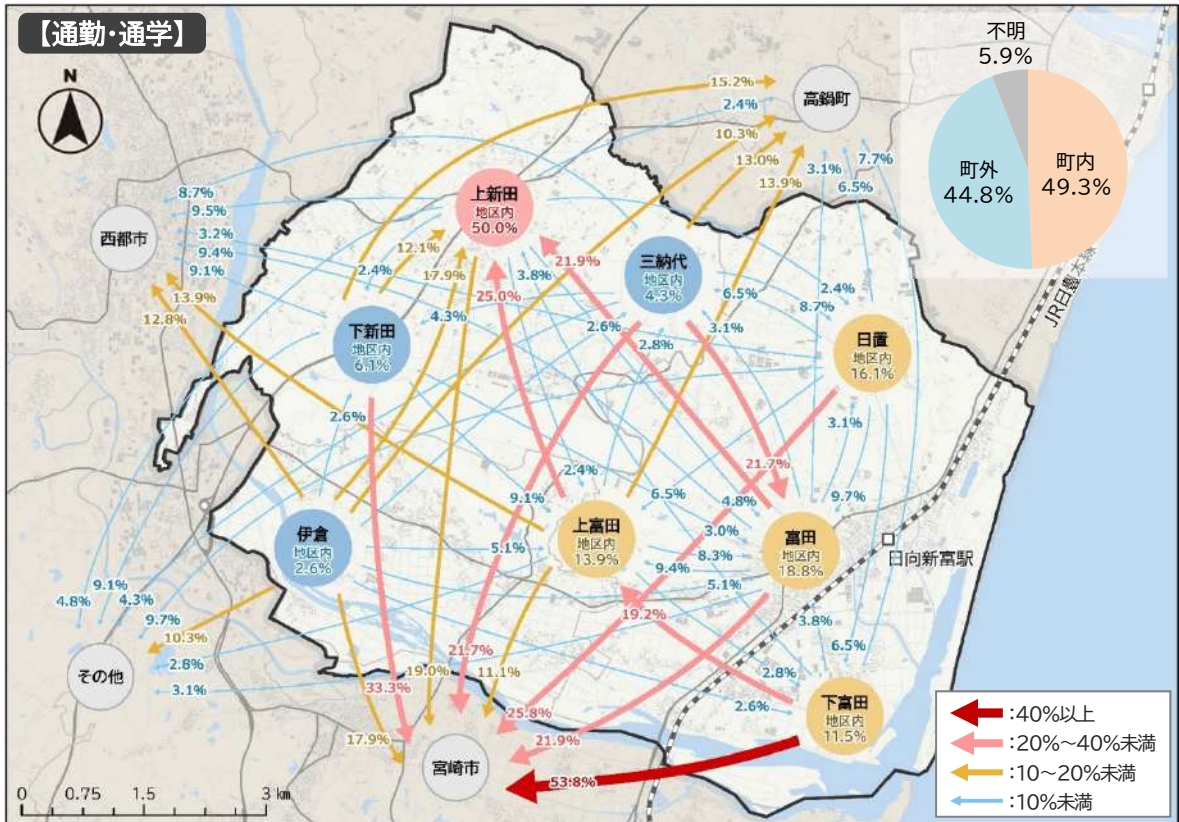 【通勤・通学】
N
不明
5.9%
町外
44.8%
町内
49.3%
高鍋町
西都市
その他
宮崎市
上新田
地区内
50.0%
三納代
地区内
4.3%
下新田
地区内
6.1%
日置
地区内
16.1%
伊倉
地区内
2.6%
上富田
地区内
13.9%
富田
地区内
18.8%
下富田
地区内
11.5%
日向新富駅
15.2%
2.4%
10.3%
13.0%
13.9%
3.1%
7.7%
6.5%
8.7%
9.5%
3.2%
9.4%
9.1%
13.9%
12.8%
2.4%
12.1%
17.9%
4.3%
25.0%
3.8%
21.9%
2.6%
2.8%
6.5%
3.1%
8.7%
2.4%
2.6%
2.4%
9.1%
5.1%
6.5%
4.8%
3.0%
8.3%
9.4%
5.1%
21.7%
3.1%
9.7%
19.2%
3.8%
6.5%
2.8%
2.6%
9.1%
4.8%
4.3%
9.7%
10.3%
2.8%
3.1%
33.3%
19.0%
21.7%
11.1%
25.8%
21.9%
17.9%
53.8%
0 0.75 1.5 3 km
:40%以上
:20%～40%未満
:10～20%未満
:10%未満